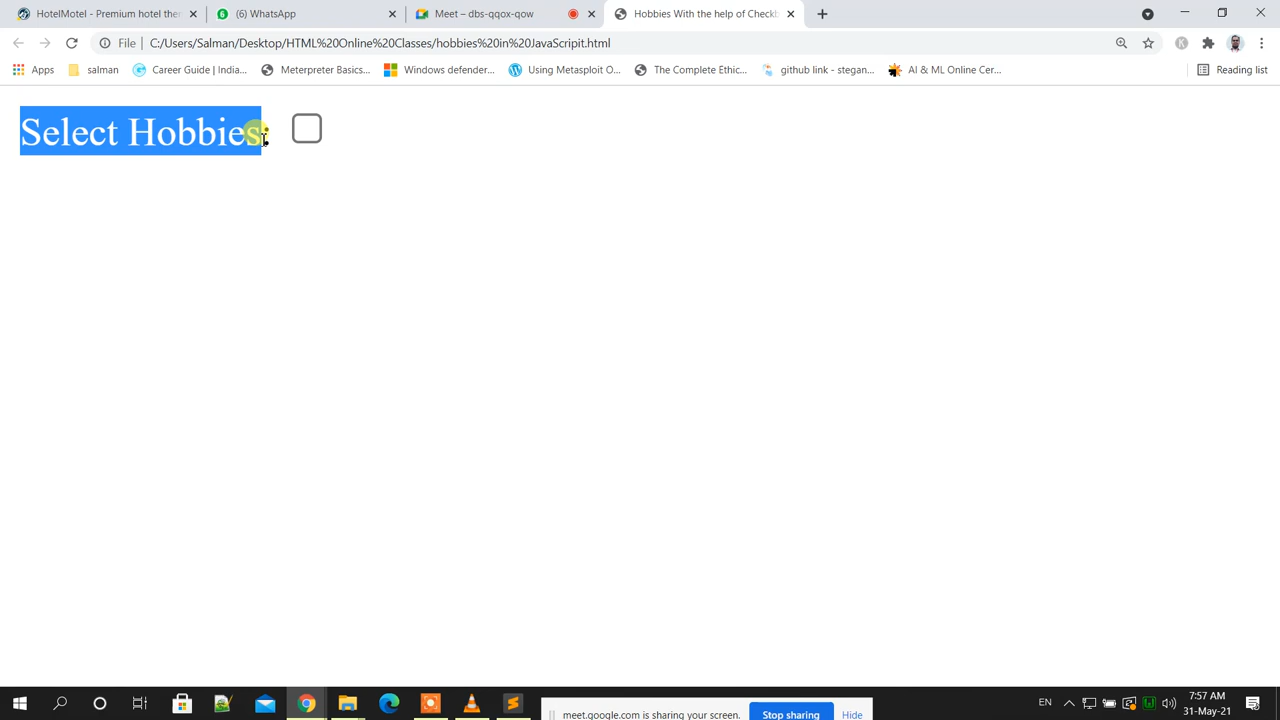 HotelMotel - Premium hotel ther
(6) WhatsApp
Meet – dbs-qqox-qow
Hobbies With the help of Checkb
File
C:/Users/Salman/Desktop/HTML%20Online%20Classes/hobbies%20in%20JavaScripit.html
Apps
salman
Career Guide | India...
Meterpreter Basics...
Windows defender...
Using Metasploit O...
The Complete Ethic...
github link - stegan...
AI & ML Online Cer...
Reading list
Select Hobbies:
meet.google.com is sharing your screen.
Stop sharing
Hide
EN
7:57 AM
31-May-21